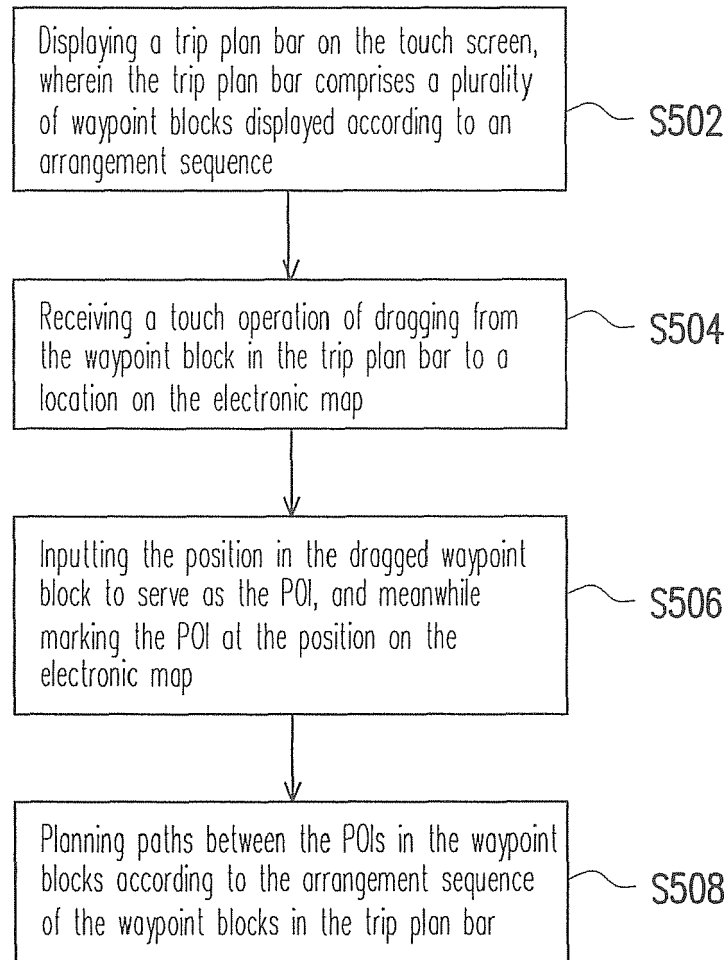 Displaying a trip plan bar on the touch screen,
wherein the trip plan bar comprises a plurality
of waypoint blocks displayed according to an
arrangement sequence
S502
Receiving a touch operation of dragging from
the waypoint block in the trip plan bar to a
location on the electronic map
S504
Inputting the position in the dragged waypoint
block to serve as the POI, and meanwhile
marking the POI at the position on the
electronic map
S506
Planning paths between the POIs in the waypoint
blocks according to the arrangement sequence
of the waypoint blocks in the trip plan bar
S508